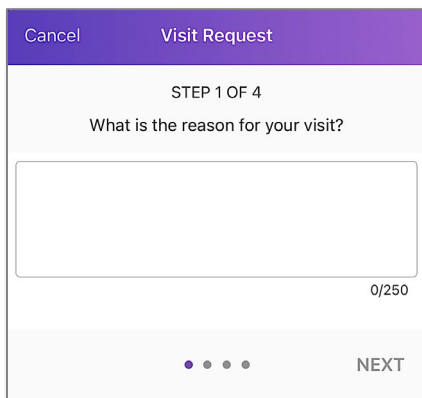 Cancel Visit Request
STEP 1 OF 4
What is the reason for your visit?
0/250
NEXT